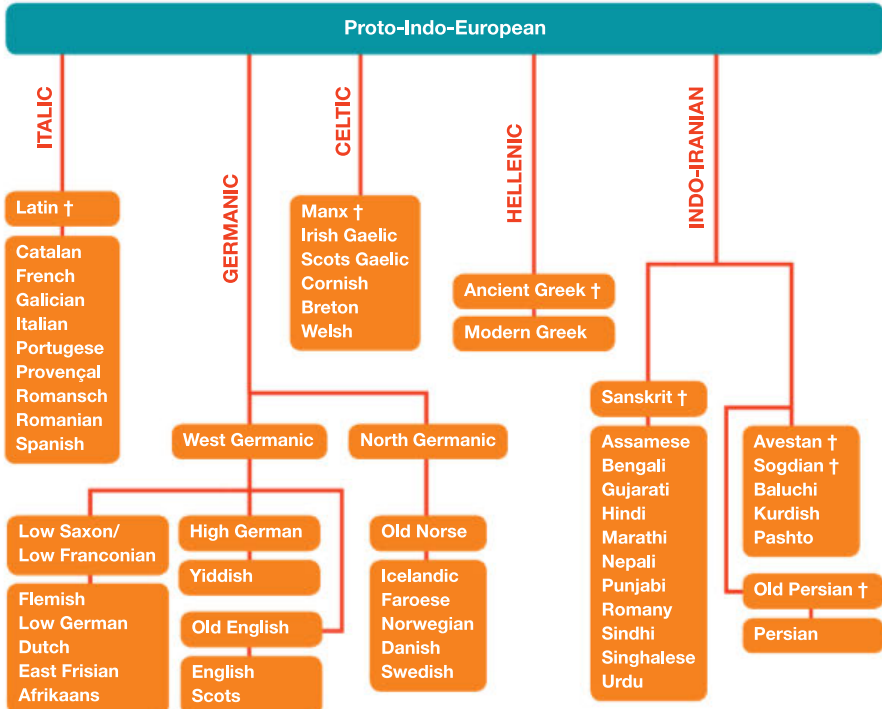 Proto-Indo-European
ITALIC
Latin †
Catalan
French
Galician
Italian
Portugese
Provençal
Romansch
Romanian
Spanish
GERMANIC
West Germanic
Low Saxon/
Low Franconian
Flemish
Low German
Dutch
East Frisian
Afrikaans
High German
Yiddish
Old English
English
Scots
North Germanic
Old Norse
Icelandic
Faroese
Norwegian
Danish
Swedish
CELTIC
Manx †
Irish Gaelic
Scots Gaelic
Cornish
Breton
Welsh
HELLENIC
Ancient Greek †
Modern Greek
INDO-IRANIAN
Sanskrit †
Assamese
Bengali
Gujarati
Hindi
Marathi
Nepali
Punjabi
Romany
Sindhi
Singhalese
Urdu
Avestan †
Sogdian †
Baluchi
Kurdish
Pashto
Old Persian †
Persian